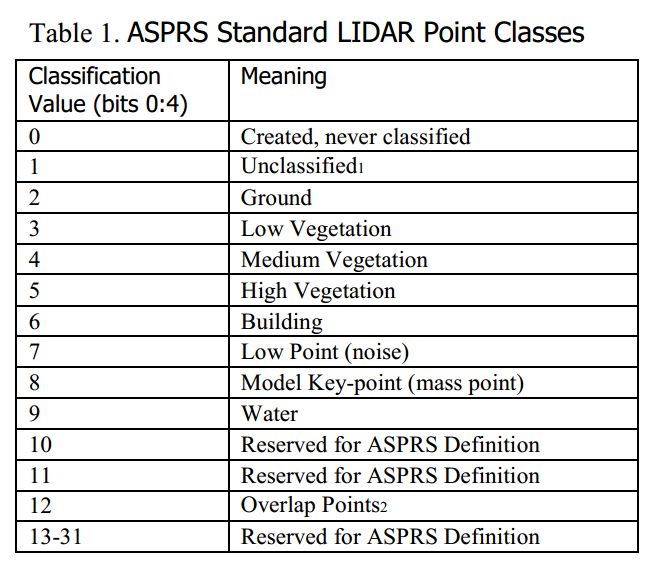 Table 1. ASPRS Standard LIDAR Point Classes
Classification Meaning
Value (bits 0:4)
0 Created, never classified
1 Unclassified1
2 Ground
3 Low Vegetation
4 Medium Vegetation
5 High Vegetation
6 Building
7 Low Point (noise)
8 Model Key-point (mass point)
9 Water
10 Reserved for ASPRS Definition
11 Reserved for ASPRS Definition
12 Overlap Points2
13-31 Reserved for ASPRS Definition